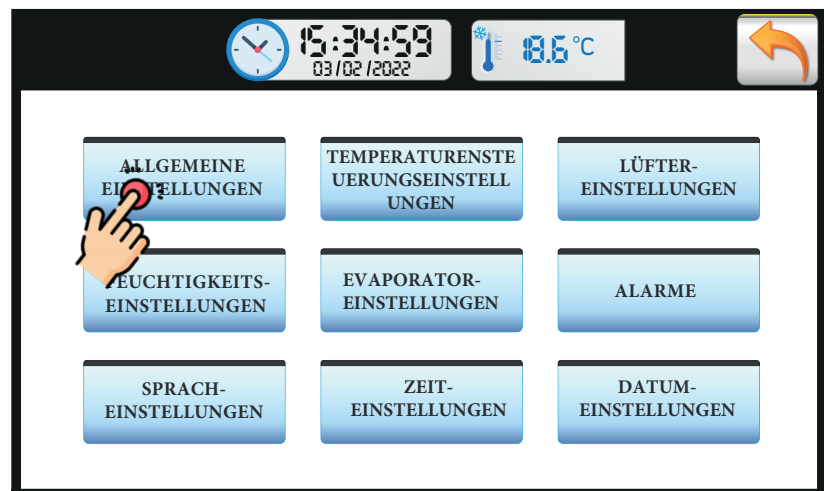 15:34:59
03/02/2022
18.6 °C
ALLGEMEINE
EINSTELLUNGEN
TEMPERATURENSTE
UERUNGSEINSTELL
UNGEN
LÜFTER-
EINSTELLUNGEN
FEUCHTIGKEITS-
EINSTELLUNGEN
EVAPORATOR-
EINSTELLUNGEN
ALARME
SPRACH-
EINSTELLUNGEN
ZEIT-
EINSTELLUNGEN
DATUM-
EINSTELLUNGEN